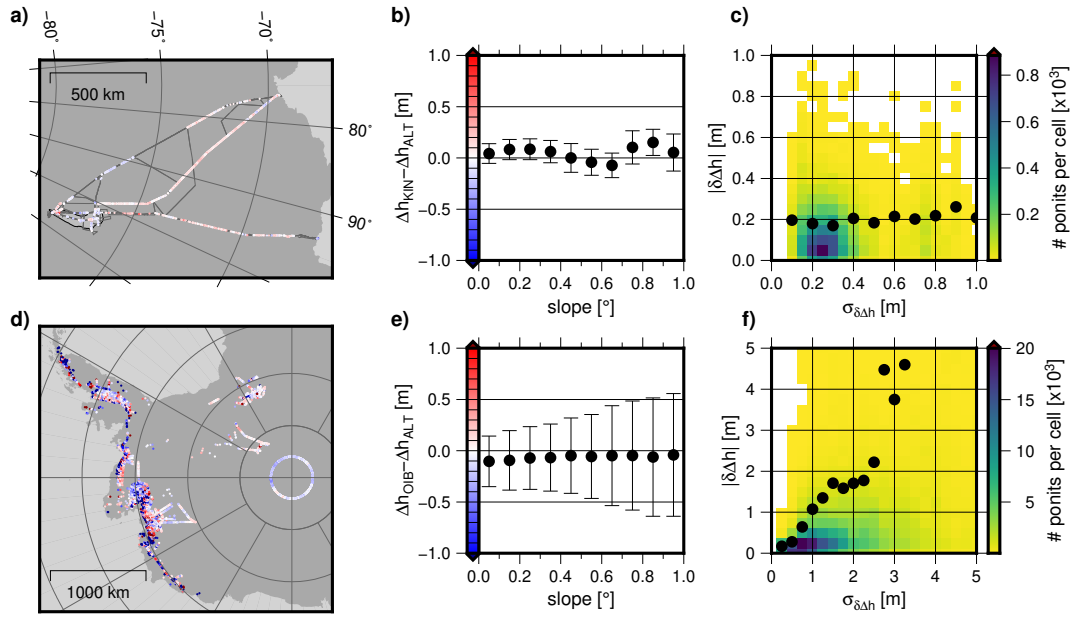 a)
−80°
−75°
−70°
500 km
80°
90°
b)
1.0
0.5
0.0
−0.5
−1.0
ΔhKIN−ΔhALT [m]
0.0 0.2 0.4 0.6 0.8 1.0
slope [°]
c)
1.0
0.8
0.6
0.4
0.2
0.0
|δΔh| [m]
0.0 0.2 0.4 0.6 0.8 1.0
σδΔh [m]
0.8
0.6
0.4
0.2
# ponits per cell [x10³]
d)
1000 km
e)
1.0
0.5
0.0
−0.5
−1.0
ΔhOIB−ΔhALT [m]
0.0 0.2 0.4 0.6 0.8 1.0
slope [°]
f)
5
4
3
2
1
0
|δΔh| [m]
0 1 2 3 4 5
σδΔh [m]
20
15
10
5
# ponits per cell [x10³]